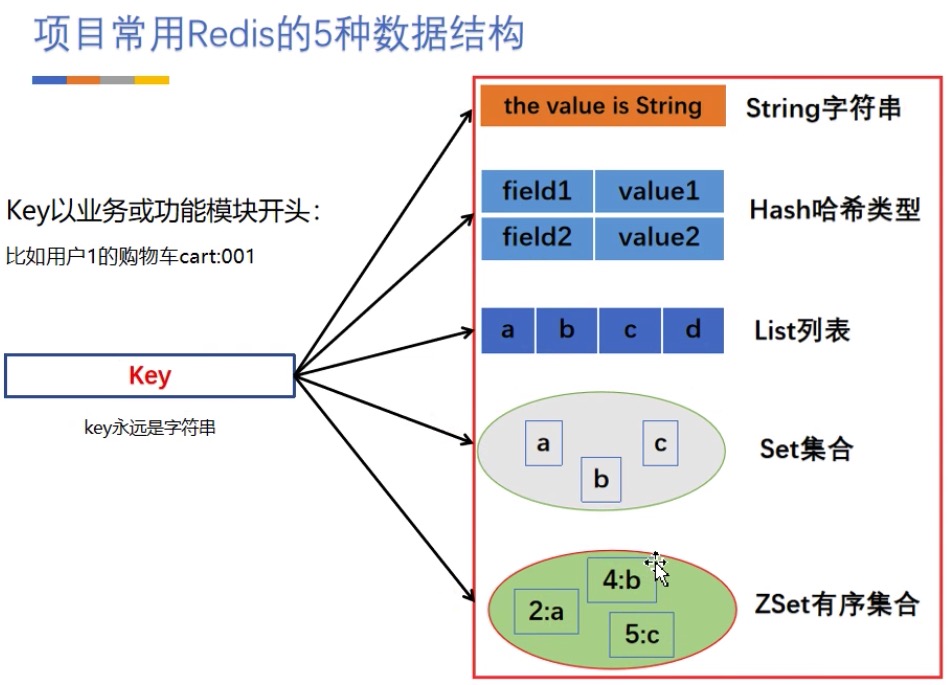 项目常用Redis的5种数据结构
the value is String
String字符串
Key以业务或功能模块开头：
比如用户1的购物车cart:001
field1 value1
field2 value2
Hash哈希类型
a b c d
List列表
Key
key永远是字符串
a
c
b
Set集合
4:b
2:a
5:c
ZSet有序集合